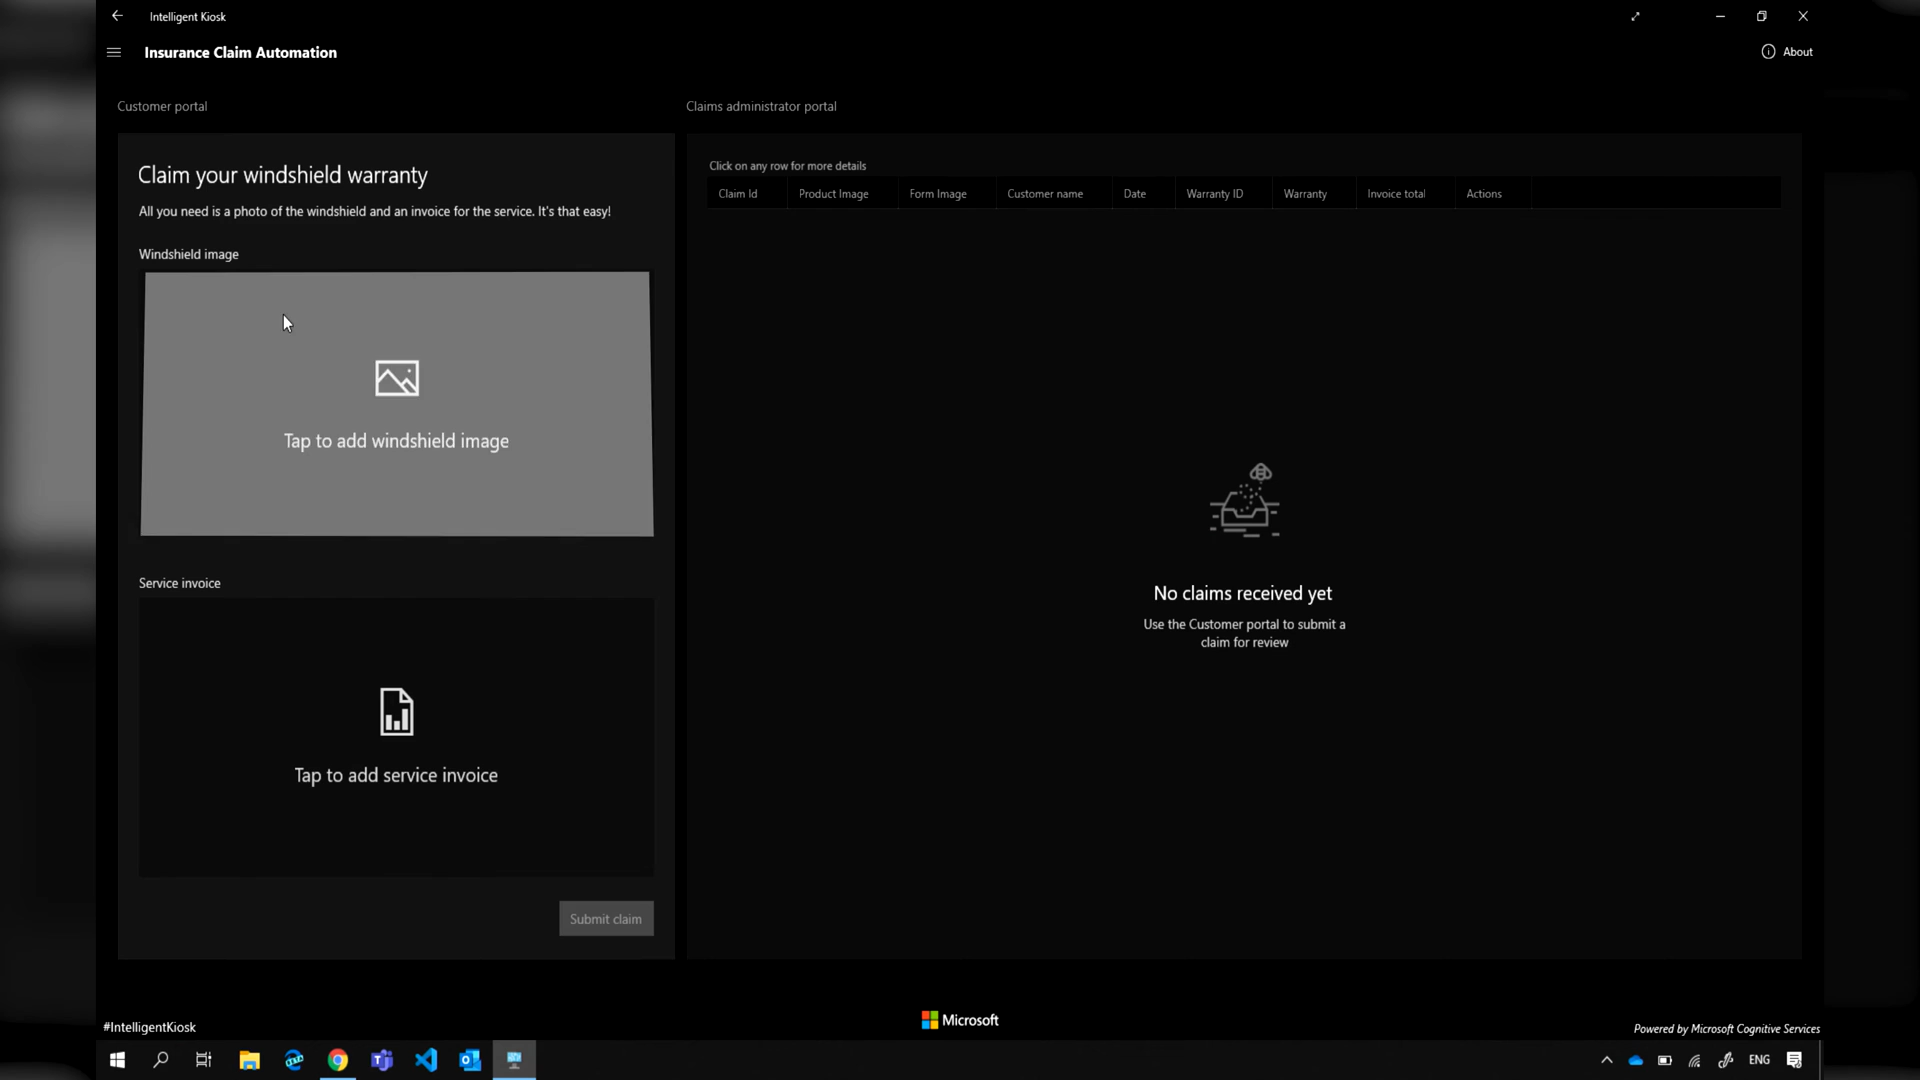 Intelligent Kiosk
Insurance Claim Automation
About
Customer portal
Claims administrator portal
Claim your windshield warranty
All you need is a photo of the windshield and an invoice for the service. It's that easy!
Windshield image
Tap to add windshield image
Service invoice
Tap to add service invoice
Submit claim
Click on any row for more details
Claim Id Product Image Form Image Customer name Date Warranty ID Warranty Invoice total Actions
No claims received yet
Use the Customer portal to submit a
claim for review
#IntelligentKiosk
Microsoft
Powered by Microsoft Cognitive Services
ENG